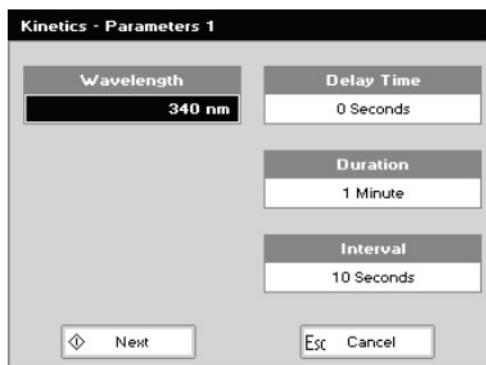 Kinetics - Parameters 1
Wavelength
340 nm
Delay Time
0 Seconds
Duration
1 Minute
Interval
10 Seconds
Next
Esc Cancel